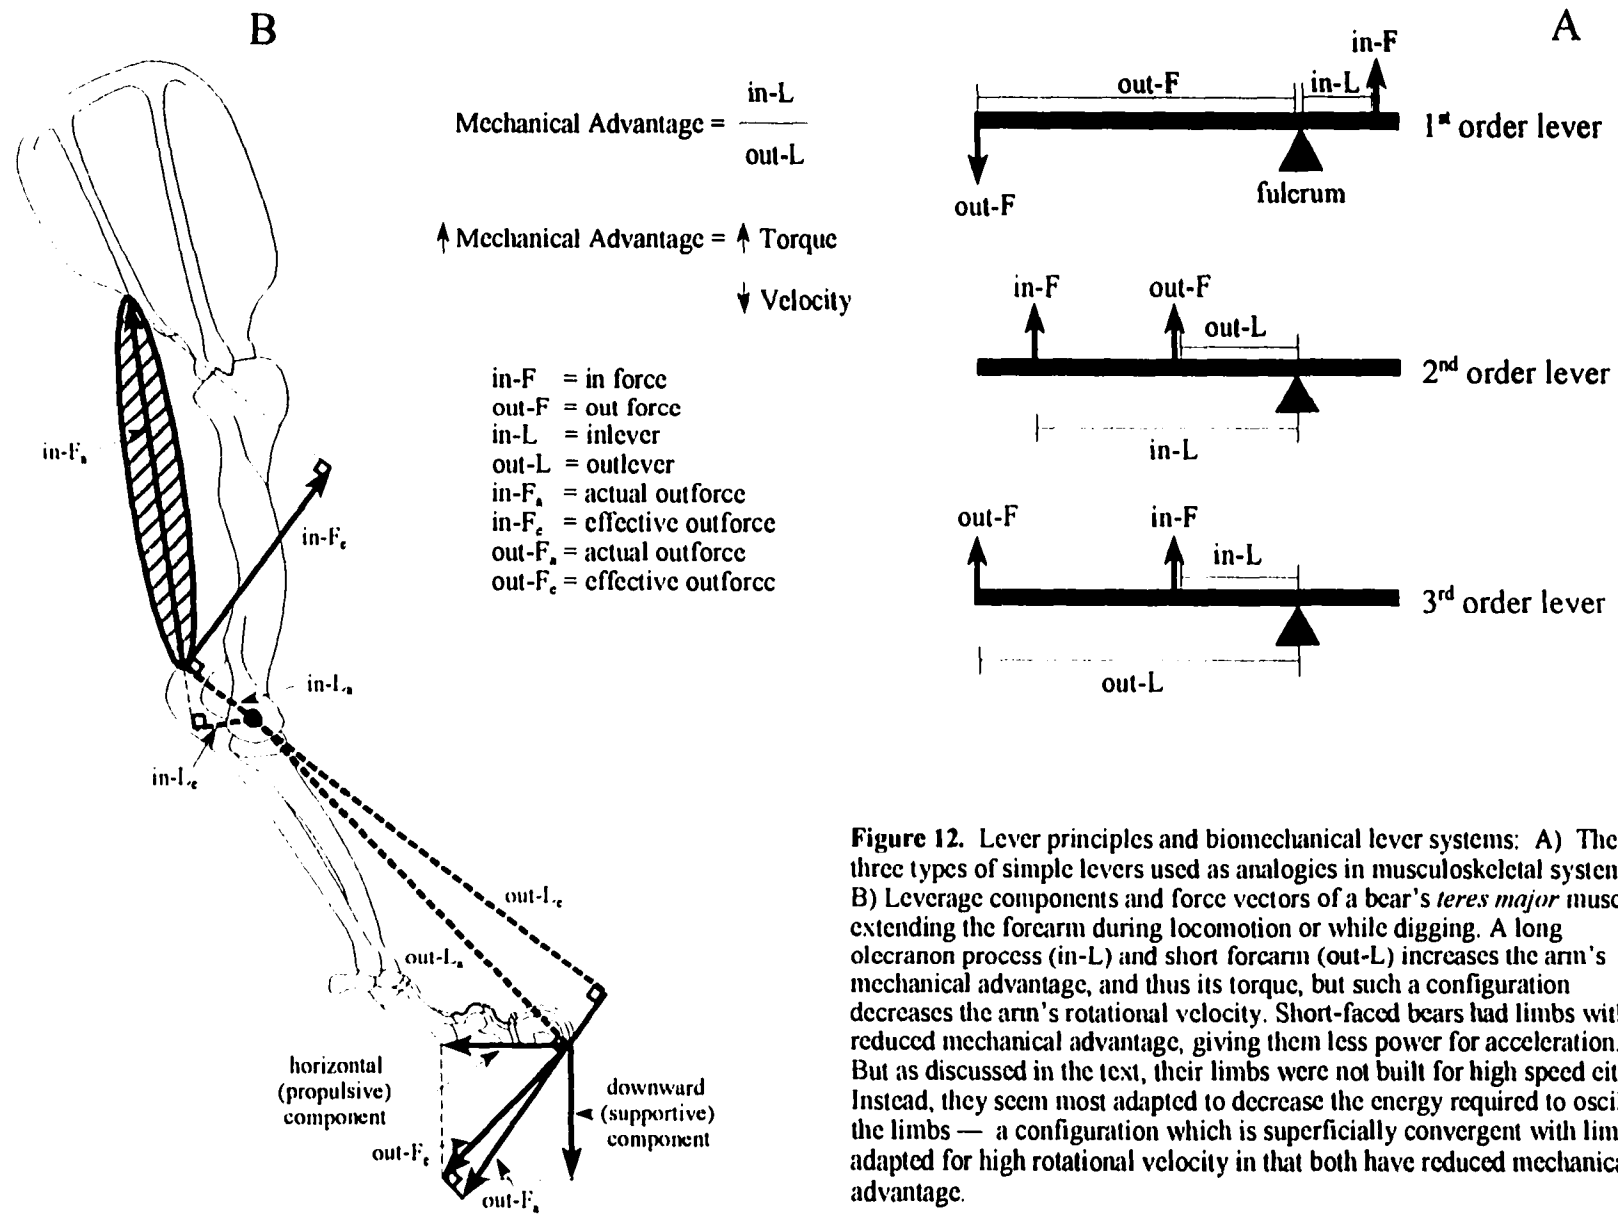 B
A
Mechanical Advantage =
in-L
out-L
↑ Mechanical Advantage = ↑ Torque
↓ Velocity
in-F = in force
out-F = out force
in-L = inlever
out-L = outlever
in-Fa = actual outforce
in-Fe = effective outforce
out-Fa = actual outforce
out-Fe = effective outforce
in-Fa
in-Fe
in-La
in-Le
out-Le
out-La
horizontal
(propulsive)
component
downward
(supportive)
component
out-Fe
out-Fa
in-F
out-F
in-L
1st order lever
out-F
fulcrum
in-F
out-F
out-L
2nd order lever
in-L
out-F
in-F
in-L
3rd order lever
out-L
Figure 12. Lever principles and biomechanical lever systems: A) The
three types of simple levers used as analogies in musculoskeletal system
B) Leverage components and force vectors of a bear's teres major musc
extending the forearm during locomotion or while digging. A long
olecranon process (in-L) and short forearm (out-L) increases the arm's
mechanical advantage, and thus its torque, but such a configuration
decreases the arm's rotational velocity. Short-faced bears had limbs wit
reduced mechanical advantage, giving them less power for acceleration.
But as discussed in the text, their limbs were not built for high speed eit
Instead, they seem most adapted to decrease the energy required to osci
the limbs — a configuration which is superficially convergent with lim
adapted for high rotational velocity in that both have reduced mechanica
advantage.